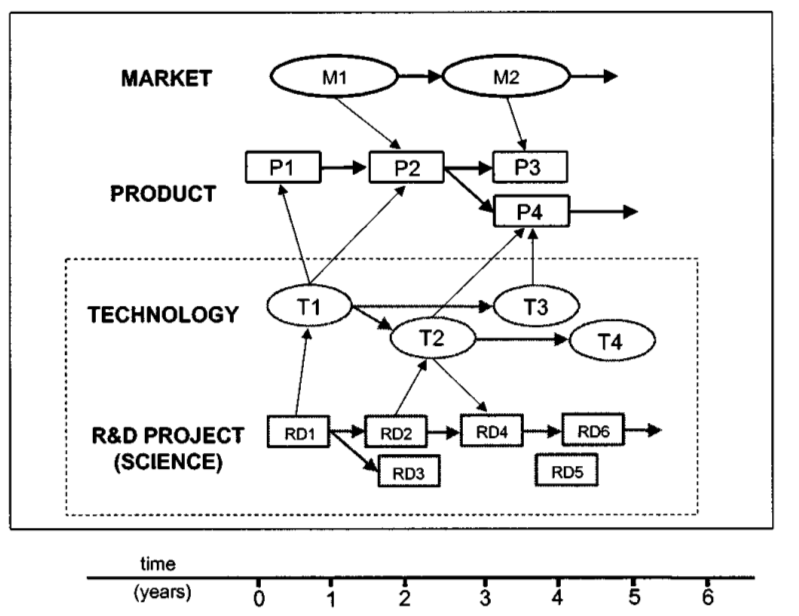 MARKET
M1
M2
P1
P2
P3
PRODUCT
P4
TECHNOLOGY
T1
T3
T2
T4
R&D PROJECT
(SCIENCE)
RD1
RD2
RD4
RD6
RD3
RD5
time
(years)
0 1 2 3 4 5 6